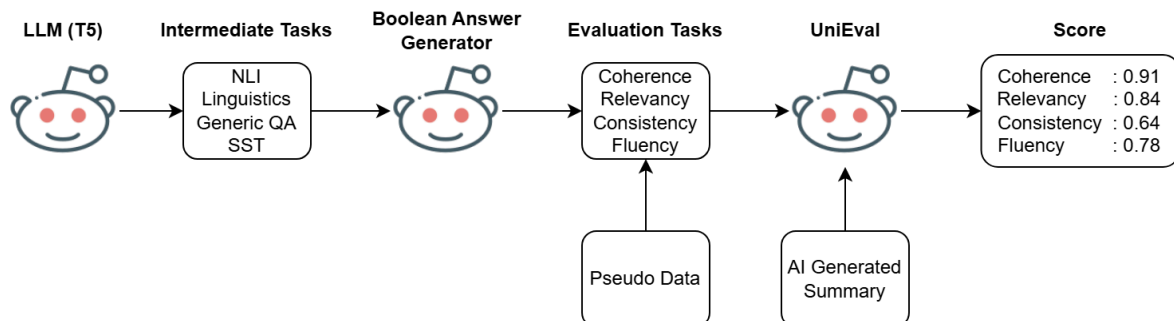 LLM (T5)
Intermediate Tasks
Boolean Answer
Generator
Evaluation Tasks
UniEval
Score
NLI
Linguistics
Generic QA
SST
Coherence
Relevancy
Consistency
Fluency
Coherence : 0.91
Relevancy : 0.84
Consistency : 0.64
Fluency : 0.78
Pseudo Data
AI Generated
Summary